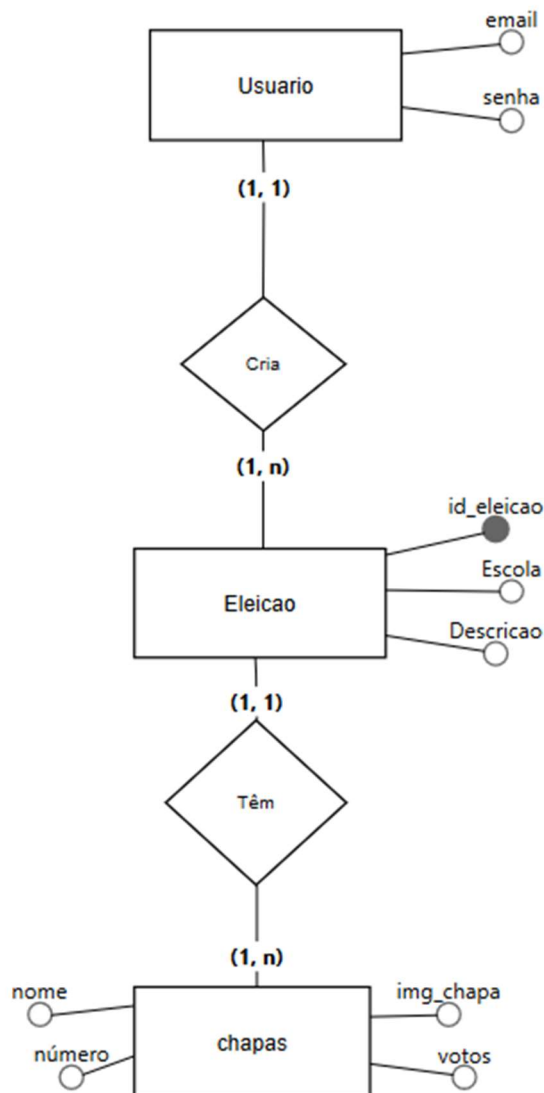 email
Usuario
senha
(1, 1)
Cria
(1, n)
id_eleicao
Escola
Eleicao
Descricao
(1, 1)
Têm
(1, n)
nome
img_chapa
número
chapas
votos